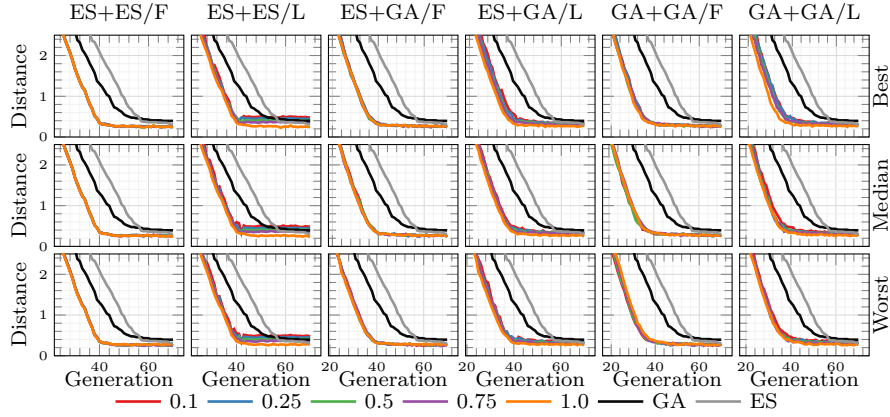 ES+ES/F ES+ES/L ES+GA/F ES+GA/L GA+GA/F GA+GA/L
2
1
0
Distance
Best
2
1
0
Distance
Median
2
1
0
Distance
Worst
40 60 40 60 40 60 40 60 20 40 60 20 40 60
Generation Generation Generation Generation Generation Generation
0.1 0.25 0.5 0.75 1.0 GA ES